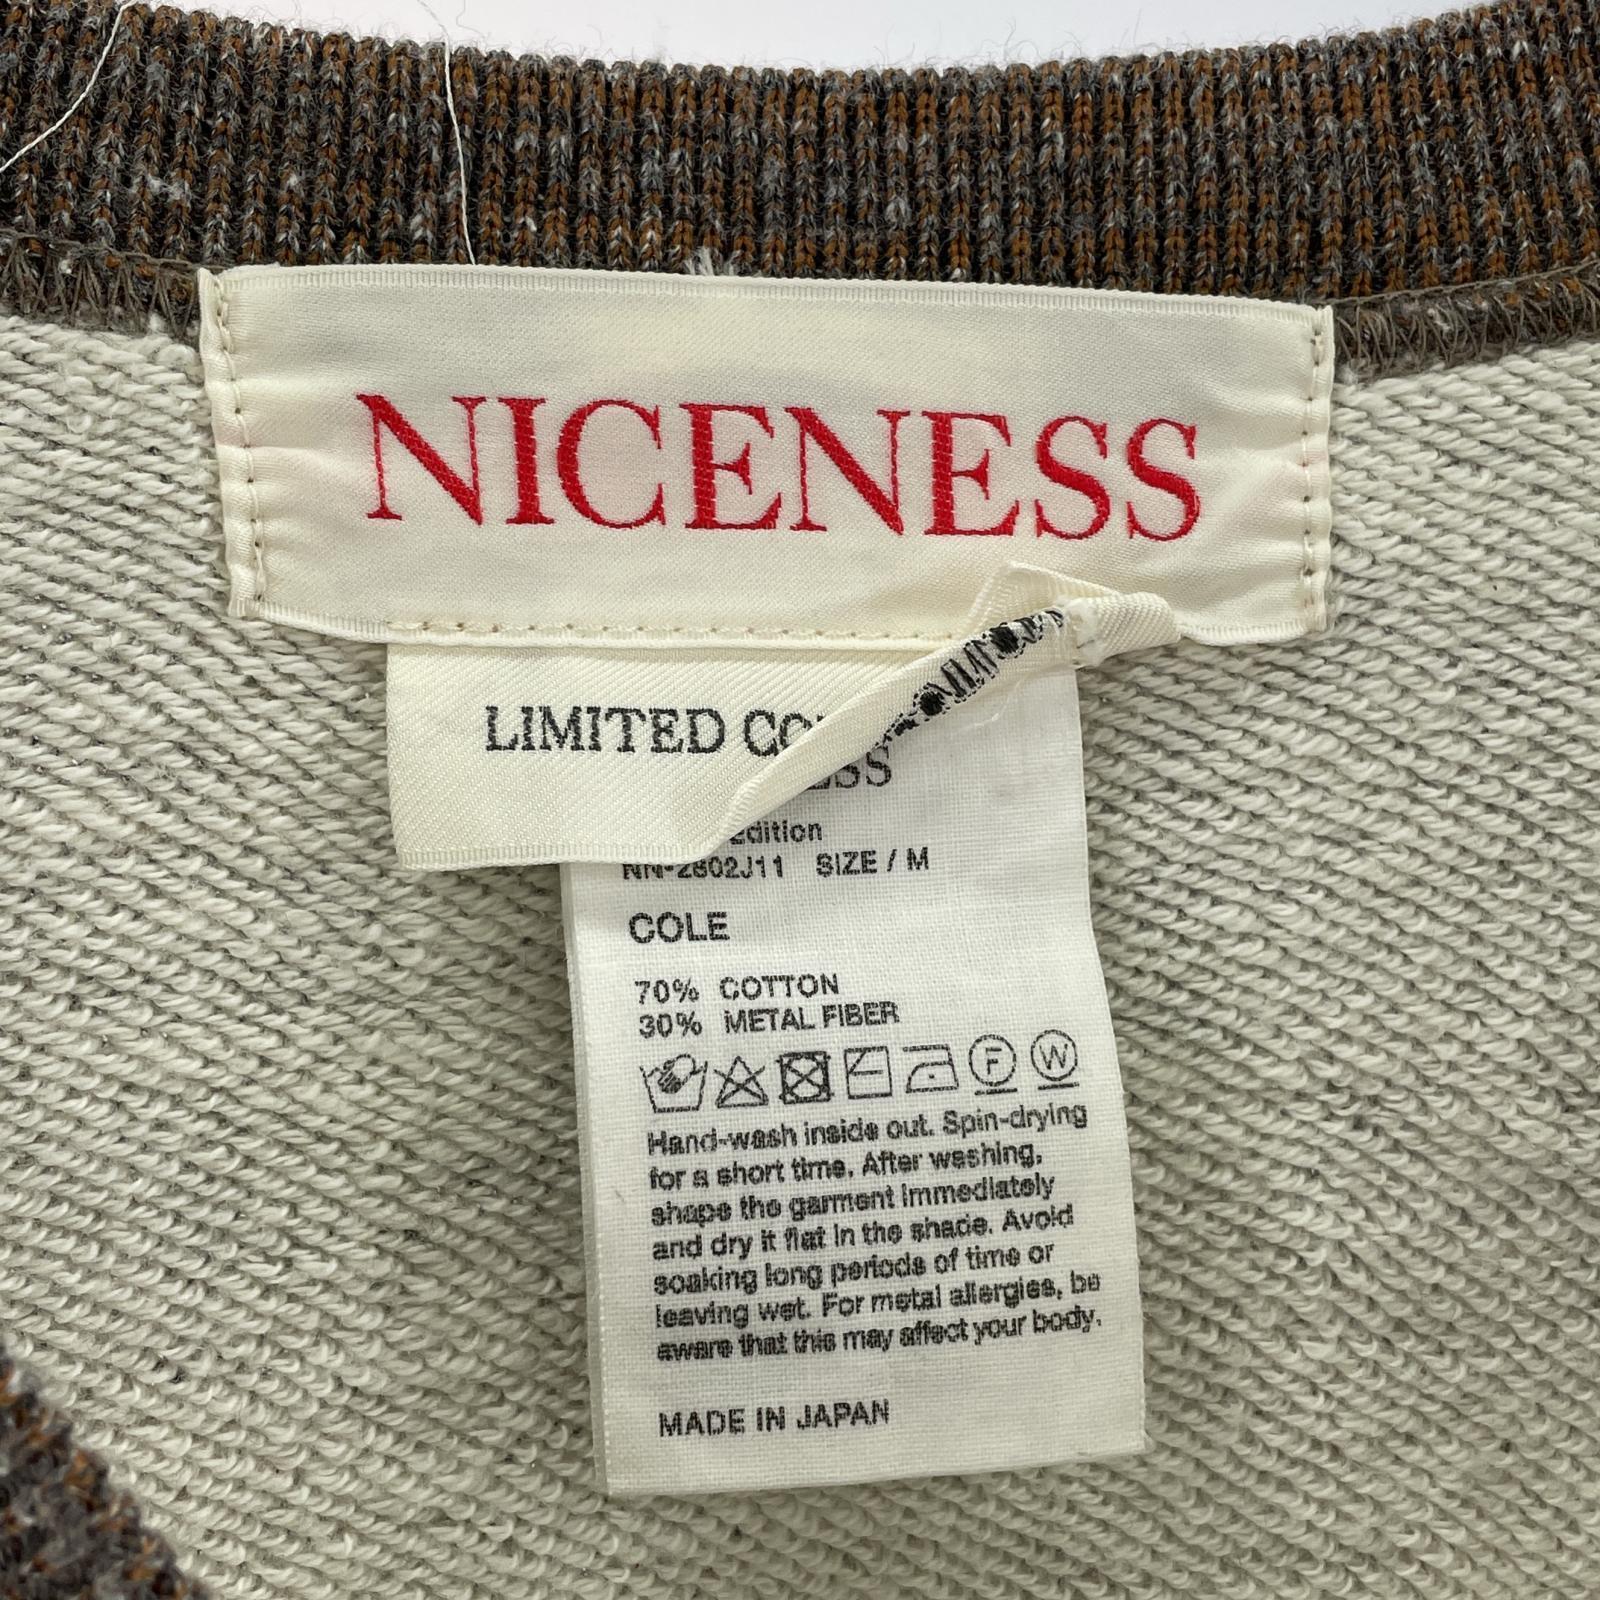 NICENESS
LIMITED
edition
NN-2802J11 SIZE / M
COLE
70% COTTON
30% METAL FIBER
F W
Hand-wash inside out. Spin-drying
for a short time. After washing,
shape the garment immediately
and dry it flat in the shade. Avoid
soaking long periods of time or
leaving wet. For metal allergies, be
aware that this may affect your body.
MADE IN JAPAN